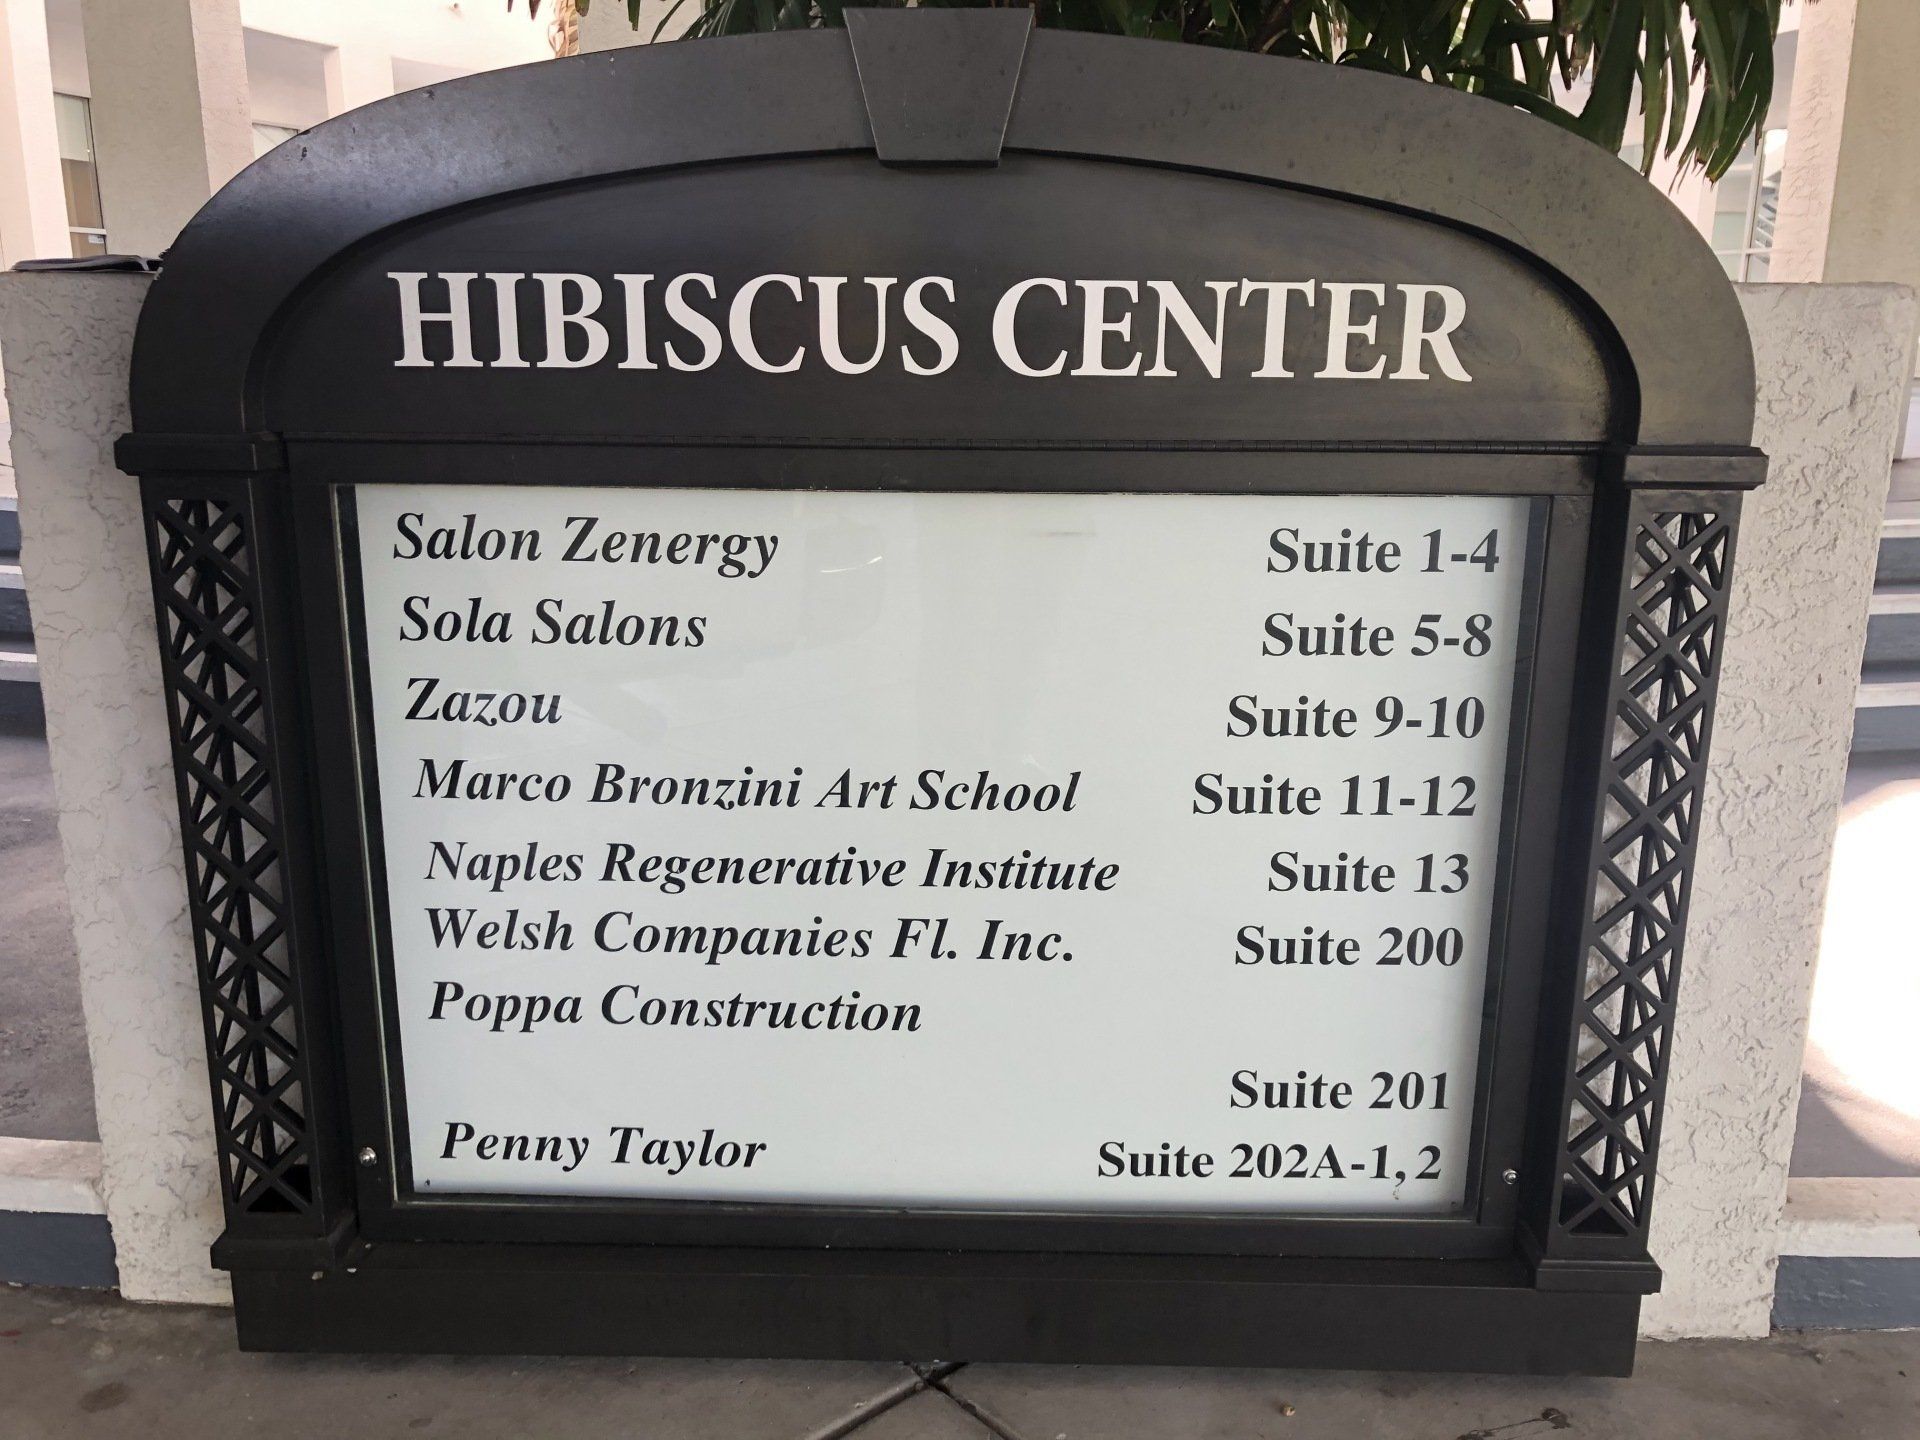 HIBISCUS CENTER
Salon Zenergy Suite 1-4
Sola Salons Suite 5-8
Zazou Suite 9-10
Marco Bronzini Art School Suite 11-12
Naples Regenerative Institute Suite 13
Welsh Companies Fl. Inc. Suite 200
Poppa Construction
Suite 201
Penny Taylor Suite 202A-1, 2